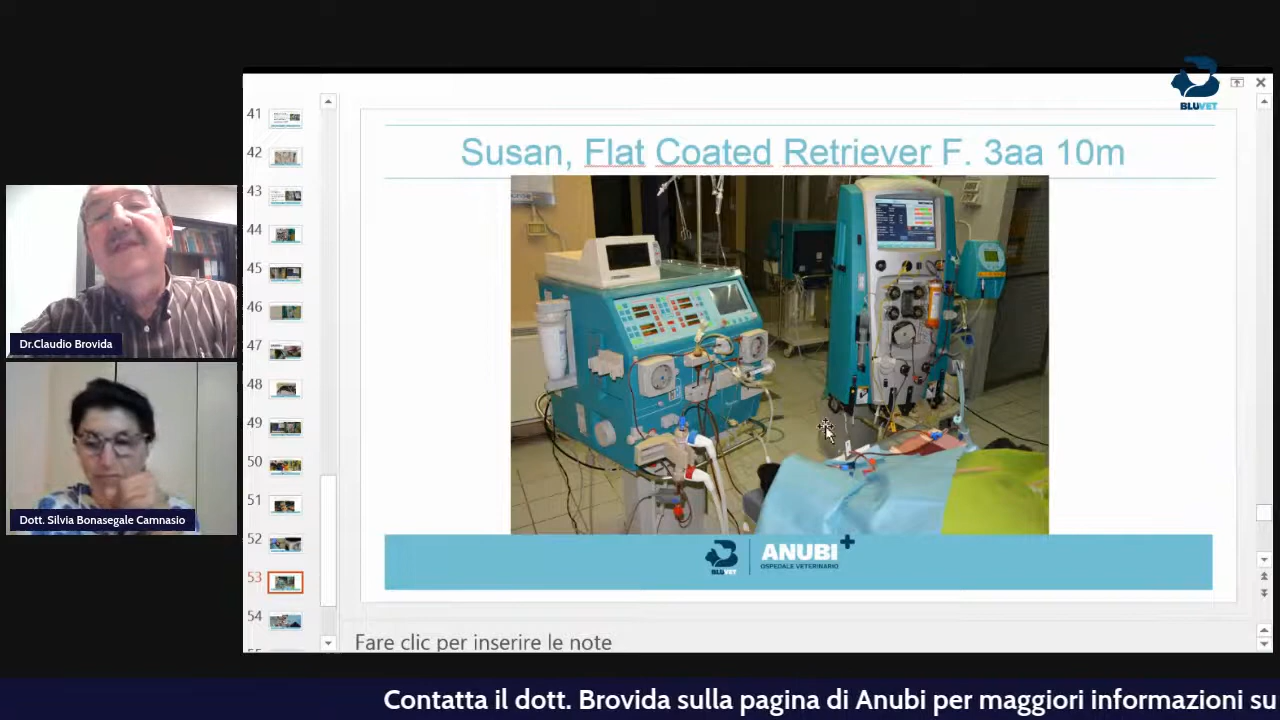 BLUVET
41
42
43
44
45
46
47
48
49
50
51
52
53
54
Susan, Flat Coated Retriever F. 3aa 10m
BLUVET
ANUBI
OSPEDALE VETERINARIO
Fare clic per inserire le note
Dr.Claudio Brovida
Dott. Silvia Bonasegale Camnasio
Contatta il dott. Brovida sulla pagina di Anubi per maggiori informazioni su